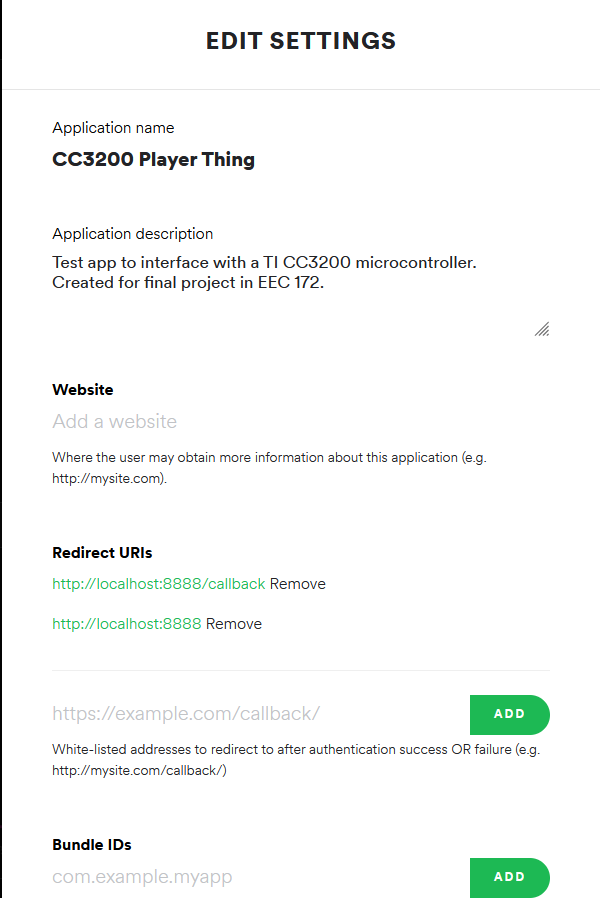 EDIT SETTINGS
Application name
CC3200 Player Thing
Application description
Test app to interface with a TI CC3200 microcontroller.
Created for final project in EEC 172.
Website
Add a website
Where the user may obtain more information about this application (e.g.
http://mysite.com).
Redirect URIs
http://localhost:8888/callback Remove
http://localhost:8888 Remove
https://example.com/callback/ ADD
White-listed addresses to redirect to after authentication success OR failure (e.g.
http://mysite.com/callback/)
Bundle IDs
com.example.myapp ADD